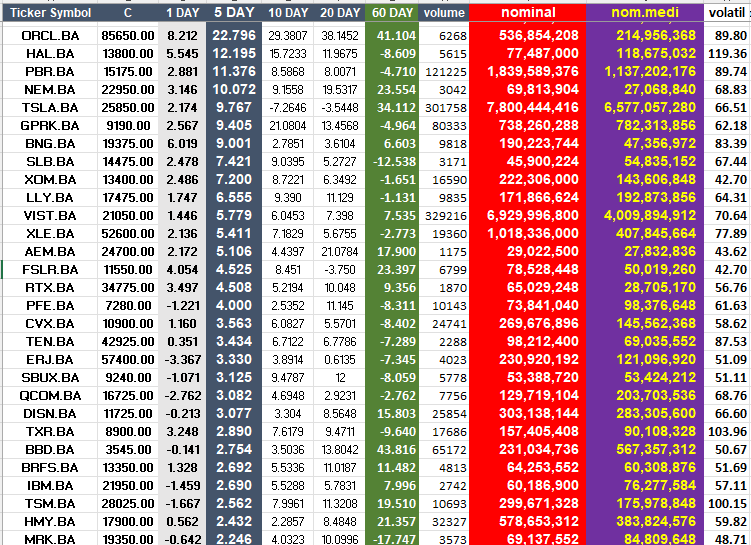 Ticker Symbol C 1 DAY 5 DAY 10 DAY 20 DAY 60 DAY volume nominal nom.medi volatil
ORCL.BA 85650.00 8.212 22.796 29.3807 38.1452 41.104 6268 536,854,208 214,956,368 89.80
HAL.BA 13800.00 5.545 12.195 15.7233 11.9675 -8.609 5615 77,487,000 118,675,032 119.36
PBR.BA 15175.00 2.881 11.376 8.5868 8.0071 -4.710 121225 1,839,589,376 1,137,202,176 89.74
NEM.BA 22950.00 3.146 10.072 9.1558 19.5317 23.554 3042 69,813,904 27,068,840 68.83
TSLA.BA 25850.00 2.174 9.767 -7.2646 -3.5448 34.112 301758 7,800,444,416 6,577,057,280 66.51
GPRK.BA 9190.00 2.567 9.405 21.0804 13.4568 -4.964 80333 738,260,288 782,313,856 62.18
BNG.BA 19375.00 6.019 9.001 2.7851 3.6104 6.603 9818 190,223,744 47,356,972 83.39
SLB.BA 14475.00 2.478 7.421 9.0395 5.2727 -12.538 3171 45,900,224 54,835,152 67.44
XOM.BA 13400.00 2.486 7.200 8.7221 6.3492 -1.651 16590 222,306,000 143,606,848 42.70
LLY.BA 17475.00 1.747 6.555 9.390 11.129 -1.131 9835 171,866,624 192,873,856 64.31
VIST.BA 21050.00 1.446 5.779 6.0453 7.398 7.535 329216 6,929,996,800 4,009,894,912 70.64
XLE.BA 52600.00 2.136 5.411 7.1829 5.6755 -2.773 19360 1,018,336,000 407,845,664 77.89
AEM.BA 24700.00 2.172 5.106 4.4397 21.0784 17.900 1175 29,022,500 27,832,836 43.62
FSLR.BA 11550.00 4.054 4.525 8.451 -3.750 23.397 6799 78,528,448 50,019,260 42.70
RTX.BA 34775.00 3.497 4.508 5.2194 10.048 9.356 1870 65,029,248 28,705,170 56.76
PFE.BA 7280.00 -1.221 4.000 2.5352 11.145 -8.311 10143 73,841,040 98,376,648 61.63
CVX.BA 10900.00 1.160 3.563 6.0827 5.5701 -8.402 24741 269,676,896 145,562,368 58.62
TEN.BA 42925.00 0.351 3.434 6.7122 6.7786 -7.289 2288 98,212,400 69,035,552 87.53
ERJ.BA 57400.00 -3.367 3.330 3.8914 0.6135 -7.345 4023 230,920,192 121,096,920 51.09
SBUX.BA 9240.00 -1.071 3.125 9.4787 12 -8.059 5778 53,388,720 53,424,212 51.11
QCOM.BA 16725.00 -2.762 3.082 4.6948 2.9231 -2.762 7756 129,719,104 203,703,536 68.76
DISN.BA 11725.00 -0.213 3.077 3.304 8.5648 15.803 25854 303,138,144 283,305,600 66.60
TXR.BA 8900.00 3.248 2.890 7.6179 9.4711 -9.640 17686 157,405,408 90,108,328 103.96
BBD.BA 3545.00 -0.141 2.754 3.5036 13.8042 43.816 65172 231,034,736 567,357,312 50.67
BRFS.BA 13350.00 1.328 2.692 5.5336 11.0187 11.482 4813 64,253,552 60,308,876 51.69
IBM.BA 21950.00 -1.459 2.690 5.5288 5.7831 7.996 2742 60,186,900 76,277,584 57.11
TSM.BA 28025.00 -1.667 2.562 7.9961 11.3208 19.510 10693 299,671,328 175,978,848 100.15
HMY.BA 17900.00 0.562 2.432 2.2857 8.4848 21.357 32327 578,653,312 383,824,576 59.82
MRK.BA 19350.00 -0.642 2.246 4.0323 10.0996 -17.747 3573 69,137,552 84,809,648 48.71